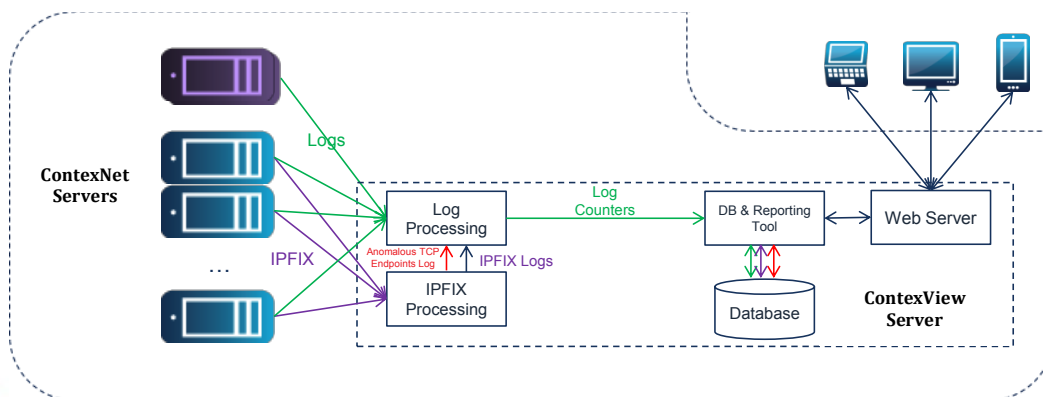 Logs
ContexNet
Servers
IPFIX
...
Log
Processing
Anomalous TCP
Endpoints Log
IPFIX Logs
IPFIX
Processing
Log
Counters
DB & Reporting
Tool
Web Server
Database
ContexView
Server